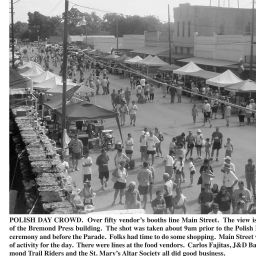 POLISH DAY CROWD.  Over fifty vendor's booths line Main Street.  The view is
of the Bremond Press building.  The shot was taken about 9am prior to the Polish
ceremony and before the Parade.  Folks had time to do some shopping.  Main Street
of activity for the day.  There were lines at the food vendors.  Carlos Fajitas, J&D Ba
mond Trail Riders and the St. Mary's Altar Society all did good business.